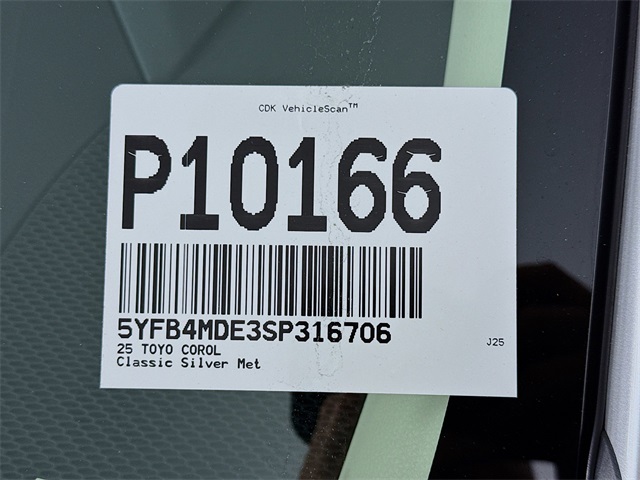 CDK VehicleScan™
P10166
5YFB4MDE3SP316706
25 TOYO COROL
J25
Classic Silver Met